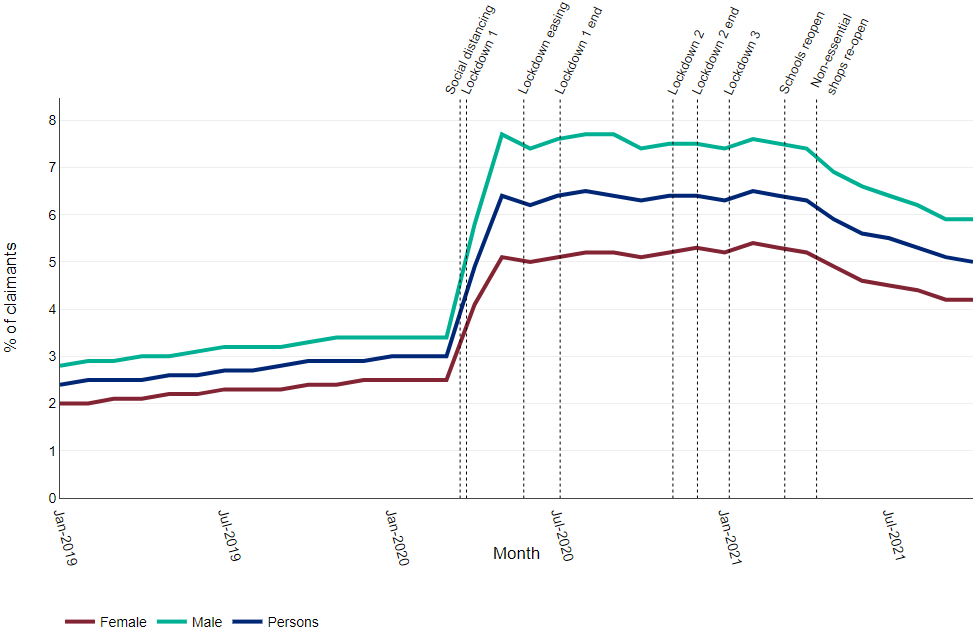 Social distancing
Lockdown 1
Lockdown easing
Lockdown 1 end
Lockdown 2
Lockdown 2 end
Lockdown 3
Schools reopen
Non-essential
shops re-open
% of claimants
8
7
6
5
4
3
2
1
0
Jan-2019
Jul-2019
Jan-2020
Jul-2020
Jan-2021
Jul-2021
Month
Female Male Persons